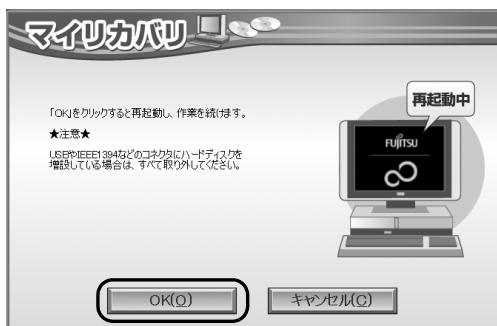 マイリカバリ
「OK」をクリックすると再起動し、作業を続けます。
★注意★
USBやIEEE1394などのコネクタにハードディスクを
増設している場合は、すべて取り外してください。
再起動中
FUJITSU
OK(O)
キャンセル(C)